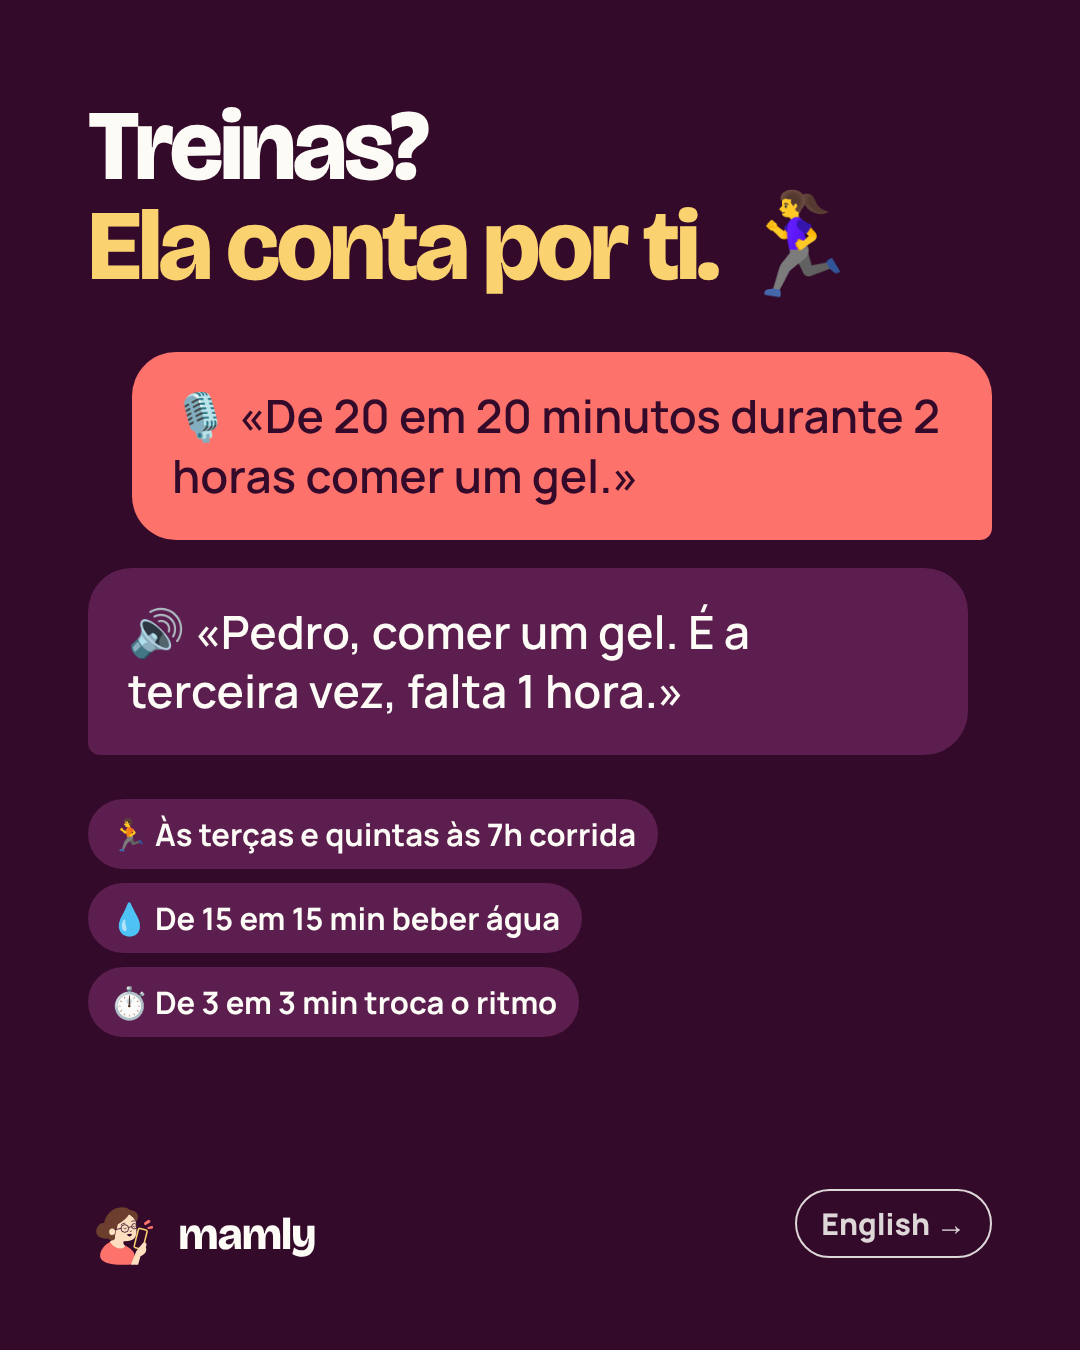 Treinas?
Ela conta por ti. 🏃‍♀️
🎙️ «De 20 em 20 minutos durante 2
horas comer um gel.»
🔊 «Pedro, comer um gel. É a
terceira vez, falta 1 hora.»
🏃 Às terças e quintas às 7h corrida
💧 De 15 em 15 min beber água
⏱️ De 3 em 3 min troca o ritmo
mamly
English →